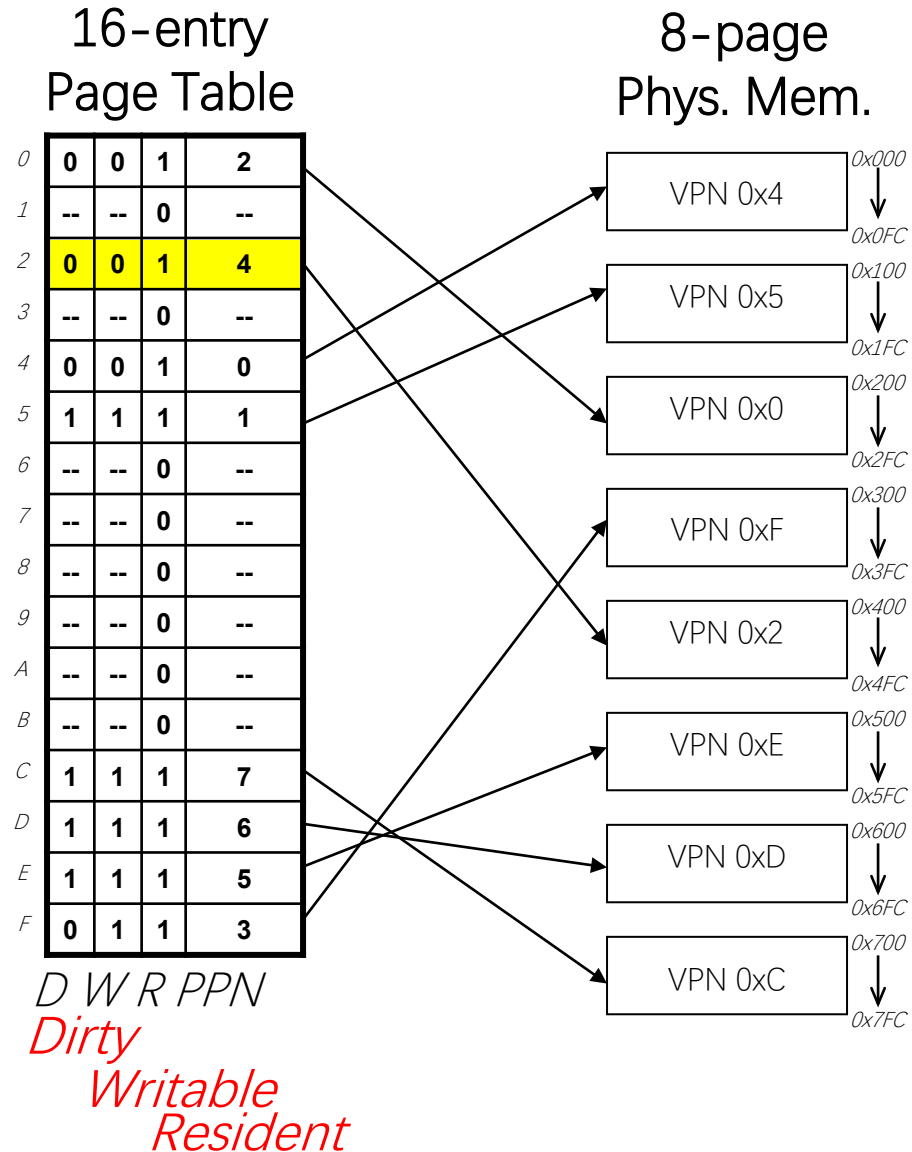 16-entry
Page Table
0 0 0 1 2
1 -- -- 0 --
2 0 0 1 4
3 -- -- 0 --
4 0 0 1 0
5 1 1 1 1
6 -- -- 0 --
7 -- -- 0 --
8 -- -- 0 --
9 -- -- 0 --
A -- -- 0 --
B -- -- 0 --
C 1 1 1 7
D 1 1 1 6
E 1 1 1 5
F 0 1 1 3
D W R PPN
Dirty
Writable
Resident
8-page
Phys. Mem.
0x000
VPN 0x4
0x0FC
0x100
VPN 0x5
0x1FC
0x200
VPN 0x0
0x2FC
0x300
VPN 0xF
0x3FC
0x400
VPN 0x2
0x4FC
0x500
VPN 0xE
0x5FC
0x600
VPN 0xD
0x6FC
0x700
VPN 0xC
0x7FC